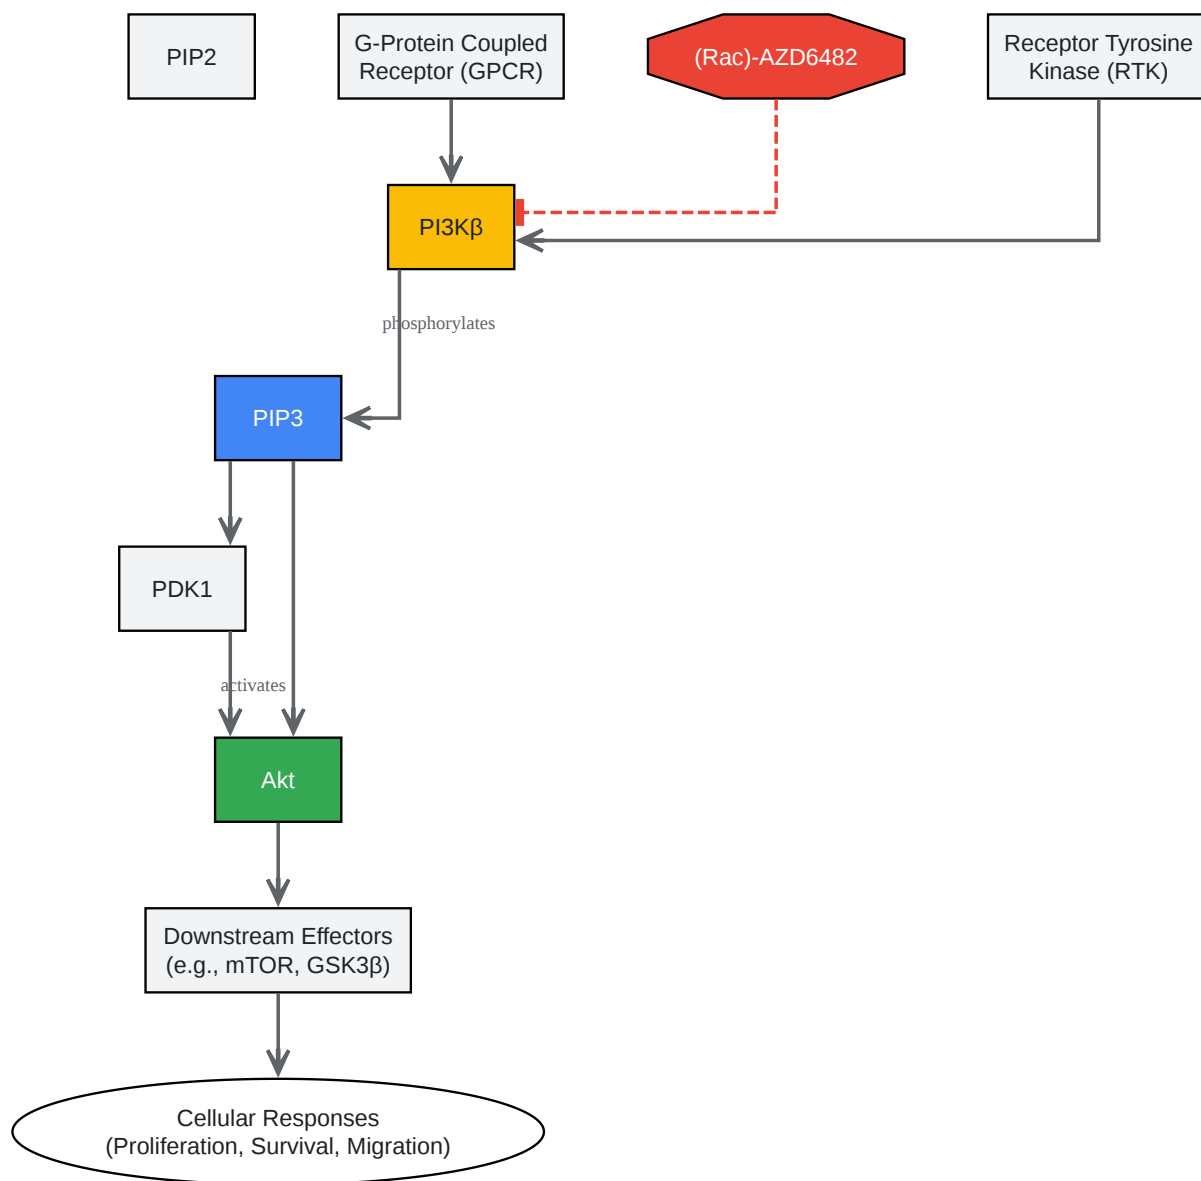 PIP2
G-Protein Coupled
Receptor (GPCR)
(Rac)-AZD6482
Receptor Tyrosine
Kinase (RTK)
PI3Kβ
phosphorylates
PIP3
PDK1
activates
Akt
Downstream Effectors
(e.g., mTOR, GSK3β)
Cellular Responses
(Proliferation, Survival, Migration)